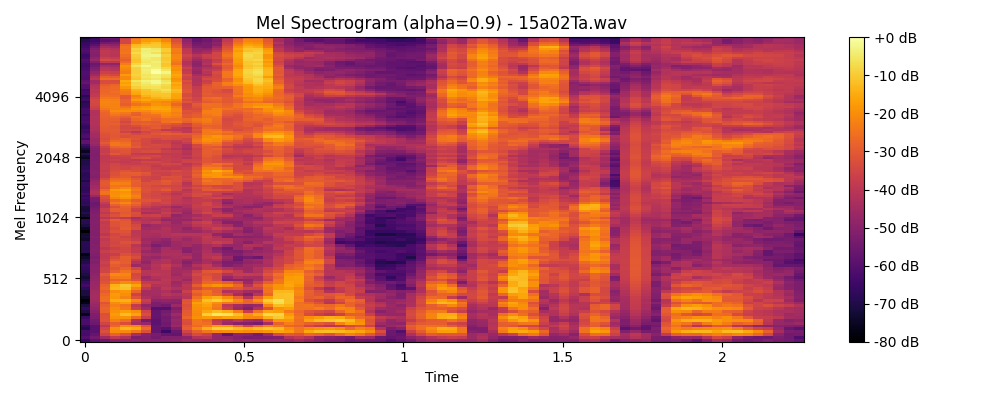 Mel Spectrogram (alpha=0.9) - 15a02Ta.wav
Mel Frequency
4096
2048
1024
512
0
0
0.5
1
1.5
2
Time
+0 dB
-10 dB
-20 dB
-30 dB
-40 dB
-50 dB
-60 dB
-70 dB
-80 dB